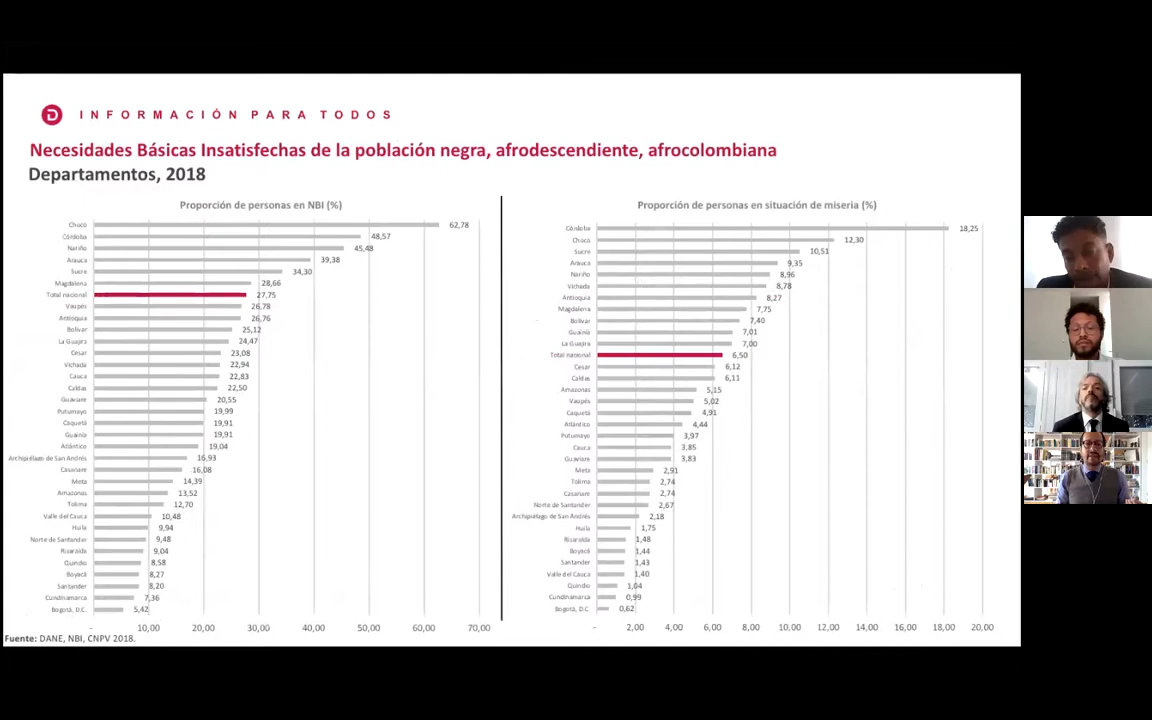 INFORMACIÓN PARA TODOS
Necesidades Básicas Insatisfechas de la población negra, afrodescendiente, afrocolombiana
Departamentos, 2018
Proporción de personas en NBI (%)
Chocó 62,78
Córdoba 48,57
Nariño 45,48
Arauca 39,38
Sucre 34,30
Magdalena 28,66
Total nacional 27,75
Vaupés 26,78
Antioquia 26,76
Bolívar 25,12
La Guajira 24,47
Cesar 23,08
Vichada 22,94
Cauca 22,83
Caldas 22,50
Guaviare 20,55
Putumayo 19,99
Caquetá 19,91
Guainía 19,91
Atlántico 19,04
Archipiélago de San Andrés 16,93
Casanare 16,08
Meta 14,39
Amazonas 13,52
Tolima 12,70
Valle del Cauca 10,48
Huila 9,94
Norte de Santander 9,48
Risaralda 9,04
Quindio 8,58
Boyacá 8,27
Santander 8,20
Cundinamarca 7,36
Bogotá, D.C. 5,42
- 10,00 20,00 30,00 40,00 50,00 60,00 70,00
Proporción de personas en situación de miseria (%)
Córdoba 18,25
Chocó 12,30
Sucre 10,51
Arauca 9,35
Nariño 8,96
Vichada 8,78
Antioquia 8,27
Magdalena 7,75
Bolívar 7,40
Guainía 7,01
La Guajira 7,00
Total nacional 6,50
Cesar 6,12
Caldas 6,11
Amazonas 5,15
Vaupés 5,02
Caquetá 4,91
Atlántico 4,44
Putumayo 3,97
Cauca 3,85
Guaviare 3,83
Meta 2,91
Tolima 2,74
Casanare 2,74
Norte de Santander 2,67
Archipiélago de San Andrés 2,18
Huila 1,75
Risaralda 1,48
Boyacá 1,44
Santander 1,43
Valle del Cauca 1,40
Quindio 1,04
Cundinamarca 0,99
Bogotá, D.C. 0,62
- 2,00 4,00 6,00 8,00 10,00 12,00 14,00 16,00 18,00 20,00
Fuente: DANE, NBI, CNPV 2018.